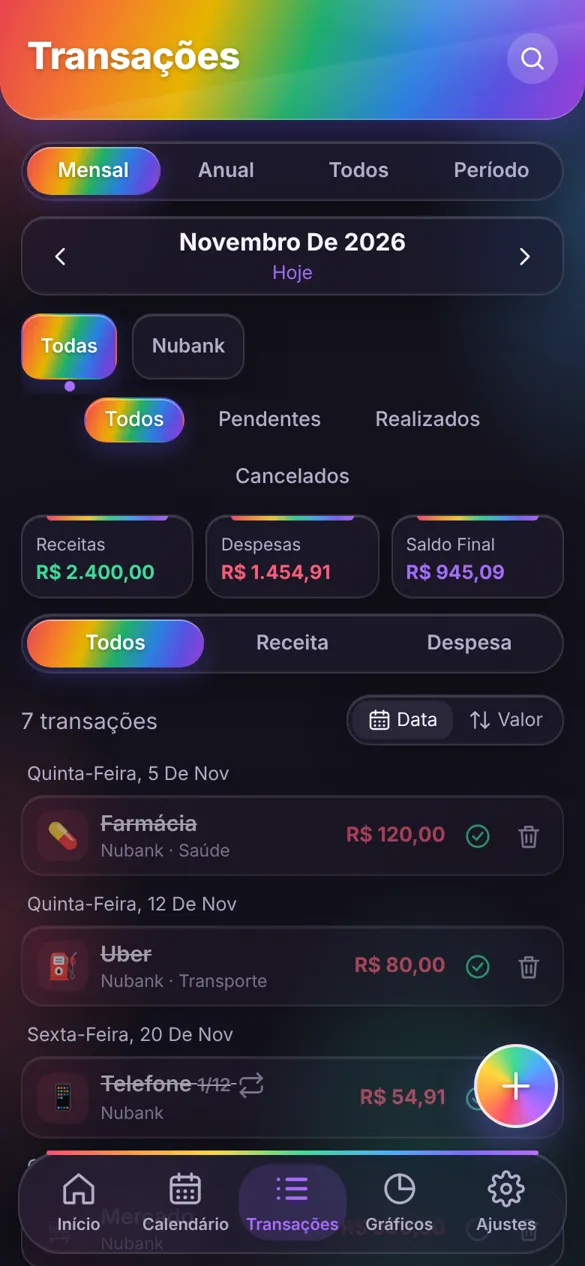 Transações
Mensal Anual Todos Período
Novembro De 2026
Hoje
Todas Nubank
Todos Pendentes Realizados
Cancelados
Receitas Despesas Saldo Final
R$ 2.400,00 R$ 1.454,91 R$ 945,09
Todos Receita Despesa
7 transações Data Valor
Quinta-Feira, 5 De Nov
Farmácia
Nubank · Saúde
R$ 120,00
Quinta-Feira, 12 De Nov
Uber
Nubank · Transporte
R$ 80,00
Sexta-Feira, 20 De Nov
Telefone 1/12
Nubank
R$ 54,91
Mercado
Início Calendário Transações Gráficos Ajustes
Nubank